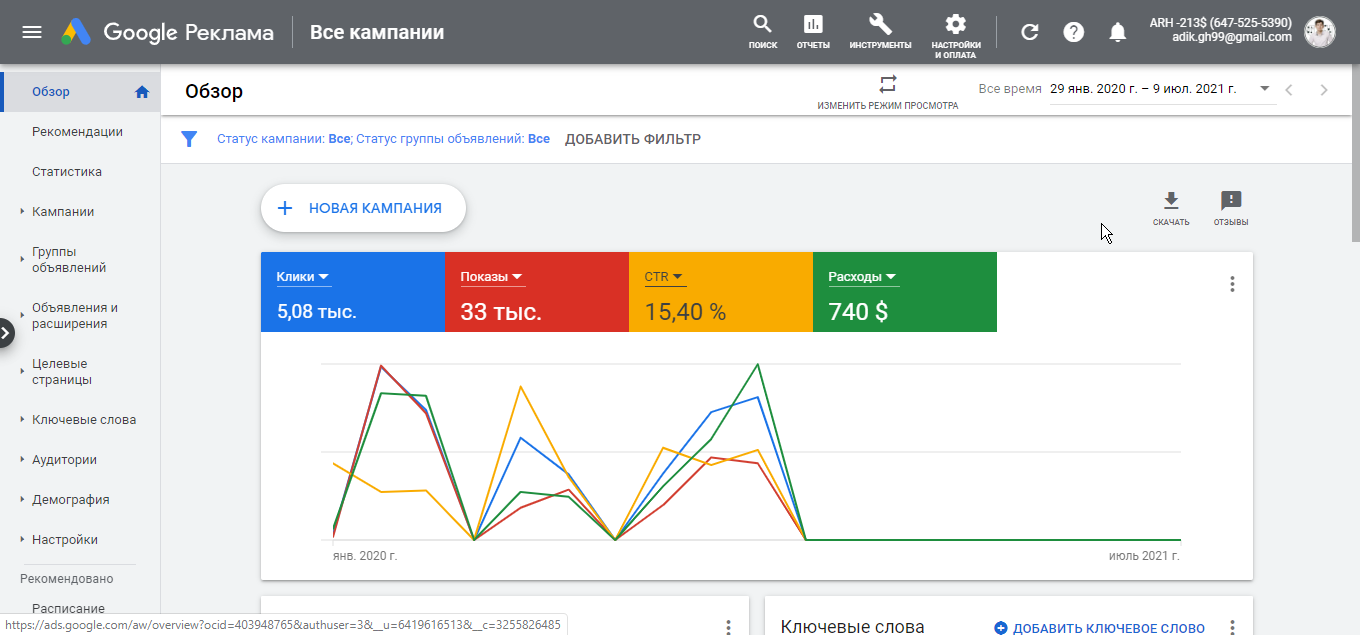 Google Реклама
Все кампании
ПОИСК
ОТЧЕТЫ
ИНСТРУМЕНТЫ
НАСТРОЙКИ
И ОПЛАТА
?
ARH -213$ (647-525-5390)
adik.gh99@gmail.com
Обзор
Рекомендации
Статистика
Кампании
Группы
объявлений
Объявления и
расширения
Целевые
страницы
Ключевые слова
Аудитории
Демография
Настройки
Рекомендовано
Расписание
Обзор
ИЗМЕНИТЬ РЕЖИМ ПРОСМОТРА
Все время 29 янв. 2020 г. – 9 июл. 2021 г.
Статус кампании: Все; Статус группы объявлений: Все ДОБАВИТЬ ФИЛЬТР
+ НОВАЯ КАМПАНИЯ
СКАЧАТЬ
ОТЗЫВЫ
Клики
5,08 тыс.
Показы
33 тыс.
CTR
15,40 %
Расходы
740 $
янв. 2020 г.
июль 2021 г.
Ключевые слова
ДОБАВИТЬ КЛЮЧЕВОЕ СЛОВО
https://ads.google.com/aw/overview?ocid=403948765&authuser=3&__u=6419616513&__c=3255826485